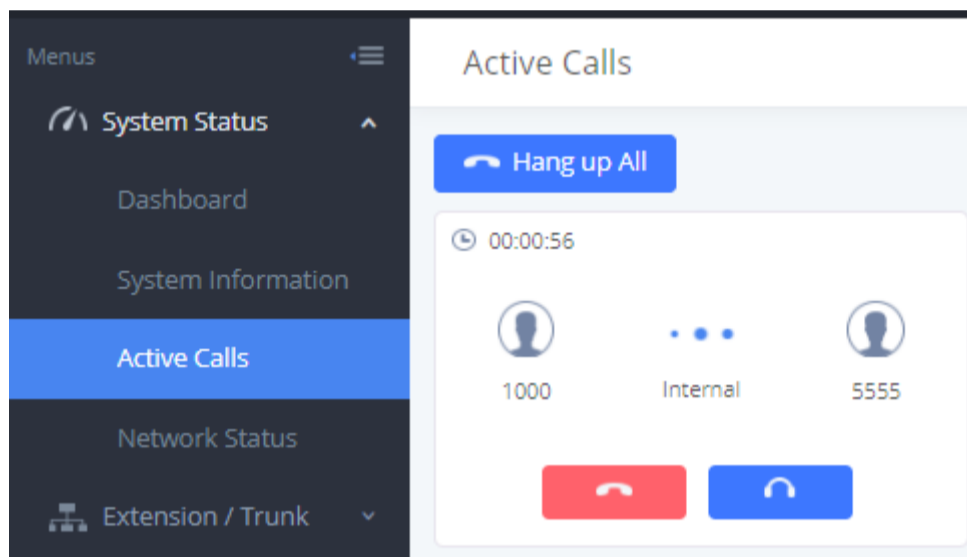 Menus
System Status
Dashboard
System Information
Active Calls
Network Status
Extension / Trunk
Active Calls
Hang up All
00:00:56
1000 Internal 5555